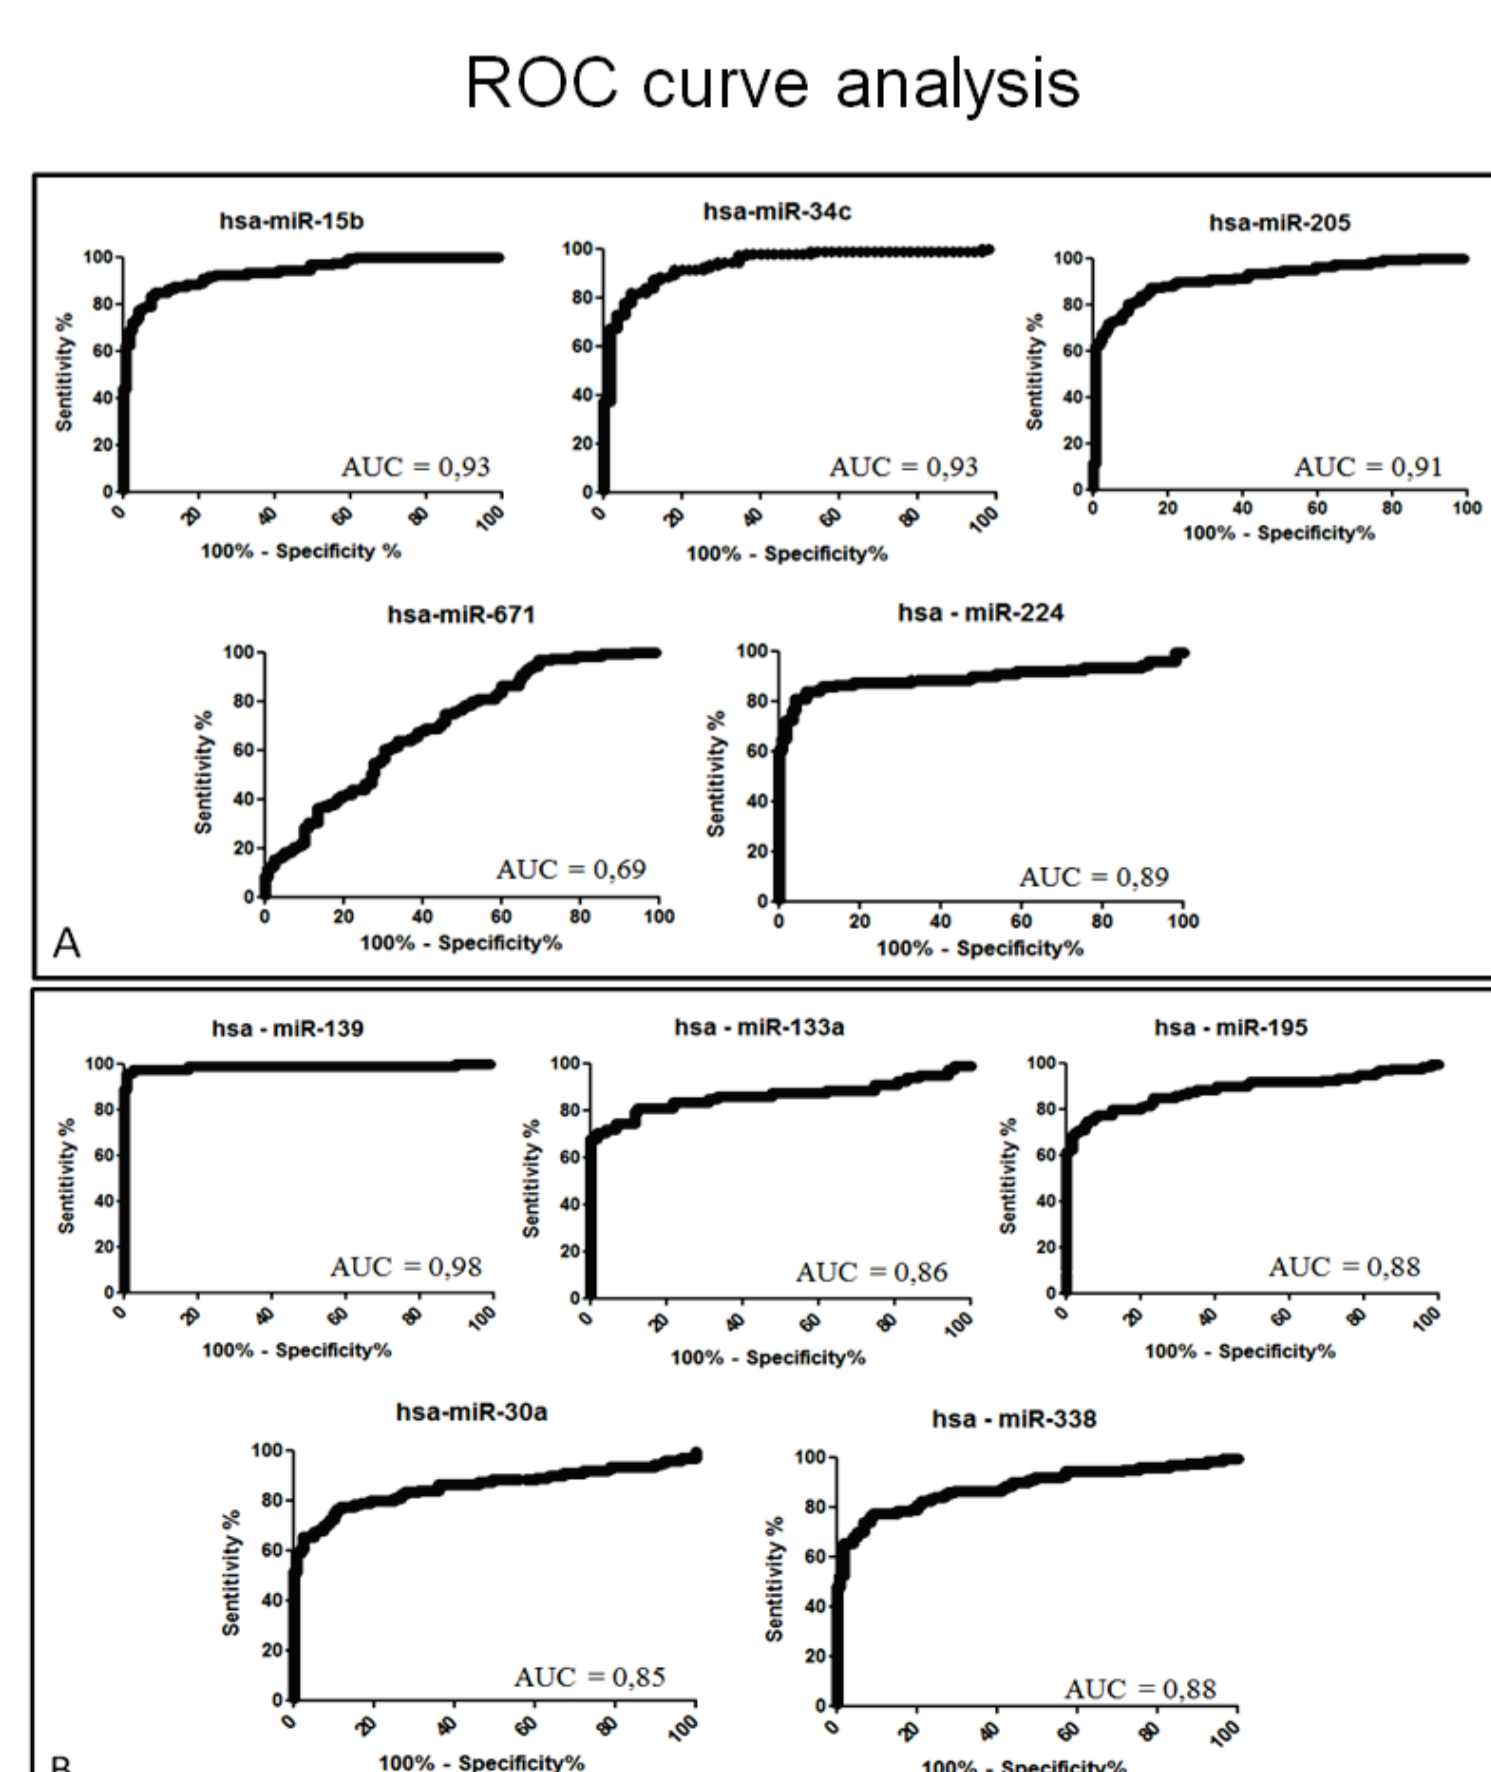 ROC curve analysis
hsa-miR-15b
hsa-miR-34c
hsa-miR-205
100
80
60
40
20
0
Sentitivity %
AUC = 0,93
0 20 40 60 80 100
100% - Specificity %
100
80
60
40
20
0
AUC = 0,93
0 20 40 60 80 100
100% - Specificity%
100
80
60
40
20
0
Sentitivity %
AUC = 0,91
0 20 40 60 80 100
100% - Specificity%
hsa-miR-671
hsa - miR-224
100
80
60
40
20
0
Sentitivity %
AUC = 0,69
0 20 40 60 80 100
100% - Specificity%
100
80
60
40
20
0
Sentitivity %
AUC = 0,89
0 20 40 60 80 100
100% - Specificity%
A
hsa - miR-139
hsa - miR-133a
hsa - miR-195
100
80
60
40
20
0
Sentitivity %
AUC = 0,98
0 20 40 60 80 100
100% - Specificity%
100
80
60
40
20
0
Sentitivity %
AUC = 0,86
0 20 40 60 80 100
100% - Specificity%
100
80
60
40
20
0
Sentitivity %
AUC = 0,88
0 20 40 60 80 100
100% - Specificity%
hsa-miR-30a
hsa - miR-338
100
80
60
40
20
0
Sentitivity %
AUC = 0,85
0 20 40 60 80 100
100% - Specificity%
100
80
60
40
20
0
Sentitivity %
AUC = 0,88
0 20 40 60 80 100
100% - Specificity%
B